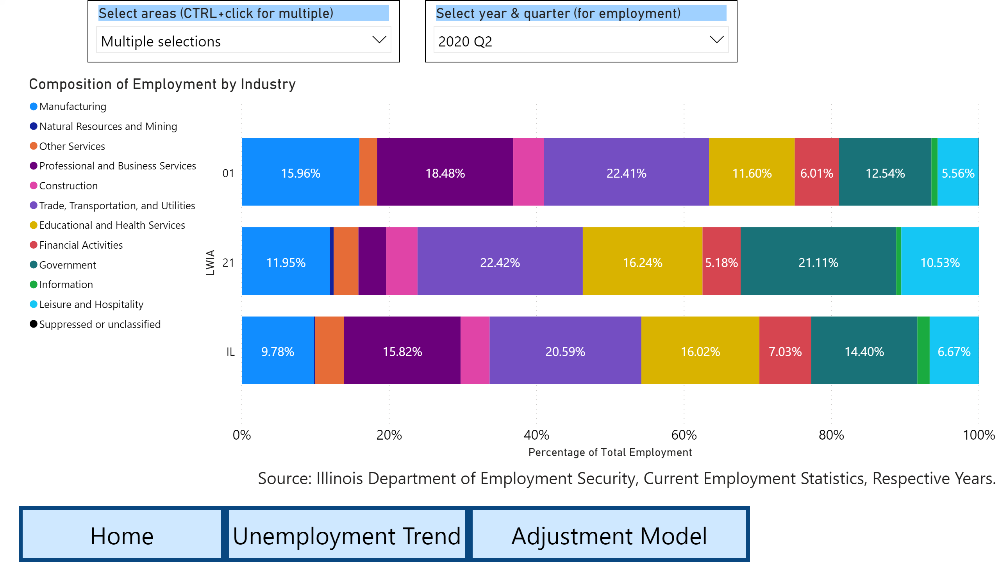 Select areas (CTRL+click for multiple)
Multiple selections
Select year & quarter (for employment)
2020 Q2
Composition of Employment by Industry
Manufacturing
Natural Resources and Mining
Other Services
Professional and Business Services
Construction
Trade, Transportation, and Utilities
Educational and Health Services
Financial Activities
Government
Information
Leisure and Hospitality
Suppressed or unclassified
LWIA
01
15.96%
18.48%
22.41%
11.60%
6.01%
12.54%
5.56%
21
11.95%
22.42%
16.24%
5.18%
21.11%
10.53%
IL
9.78%
15.82%
20.59%
16.02%
7.03%
14.40%
6.67%
0%
20%
40%
60%
80%
100%
Percentage of Total Employment
Source: Illinois Department of Employment Security, Current Employment Statistics, Respective Years.
Home
Unemployment Trend
Adjustment Model